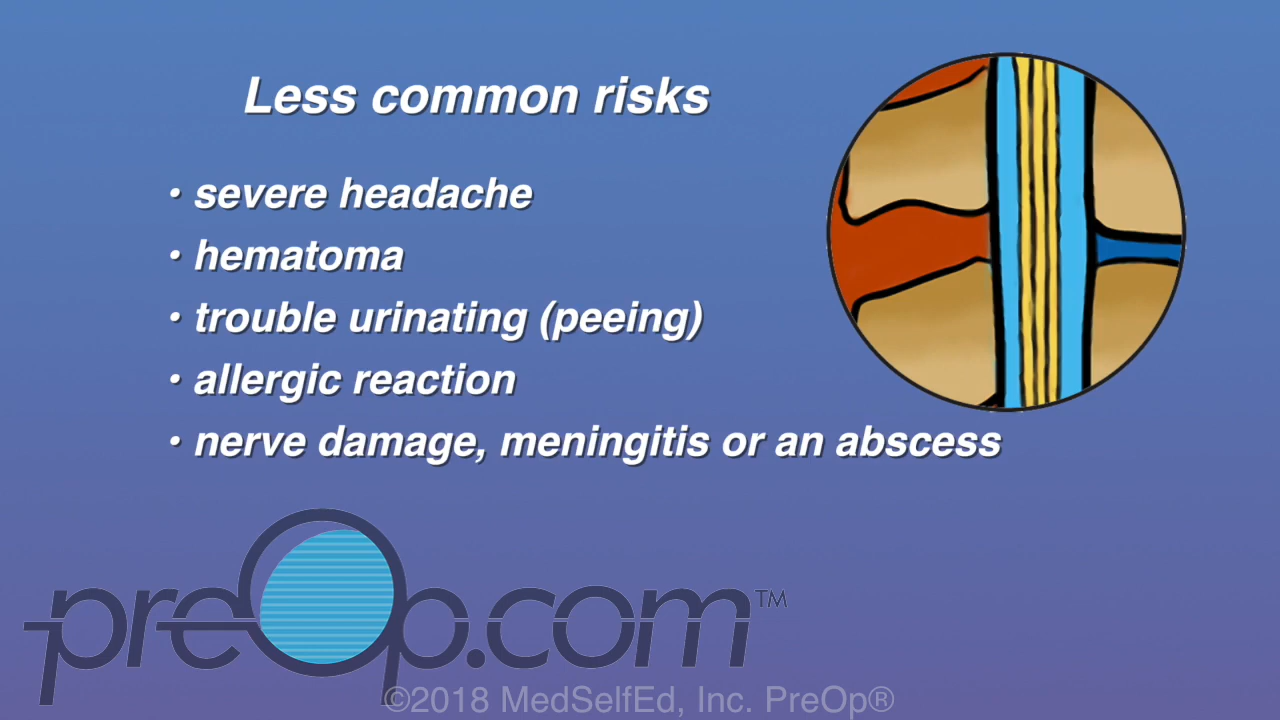 Less common risks
• severe headache
• hematoma
• trouble urinating (peeing)
• allergic reaction
• nerve damage, meningitis or an abscess
preOp.com™
©2018 MedSelfEd, Inc. PreOp®